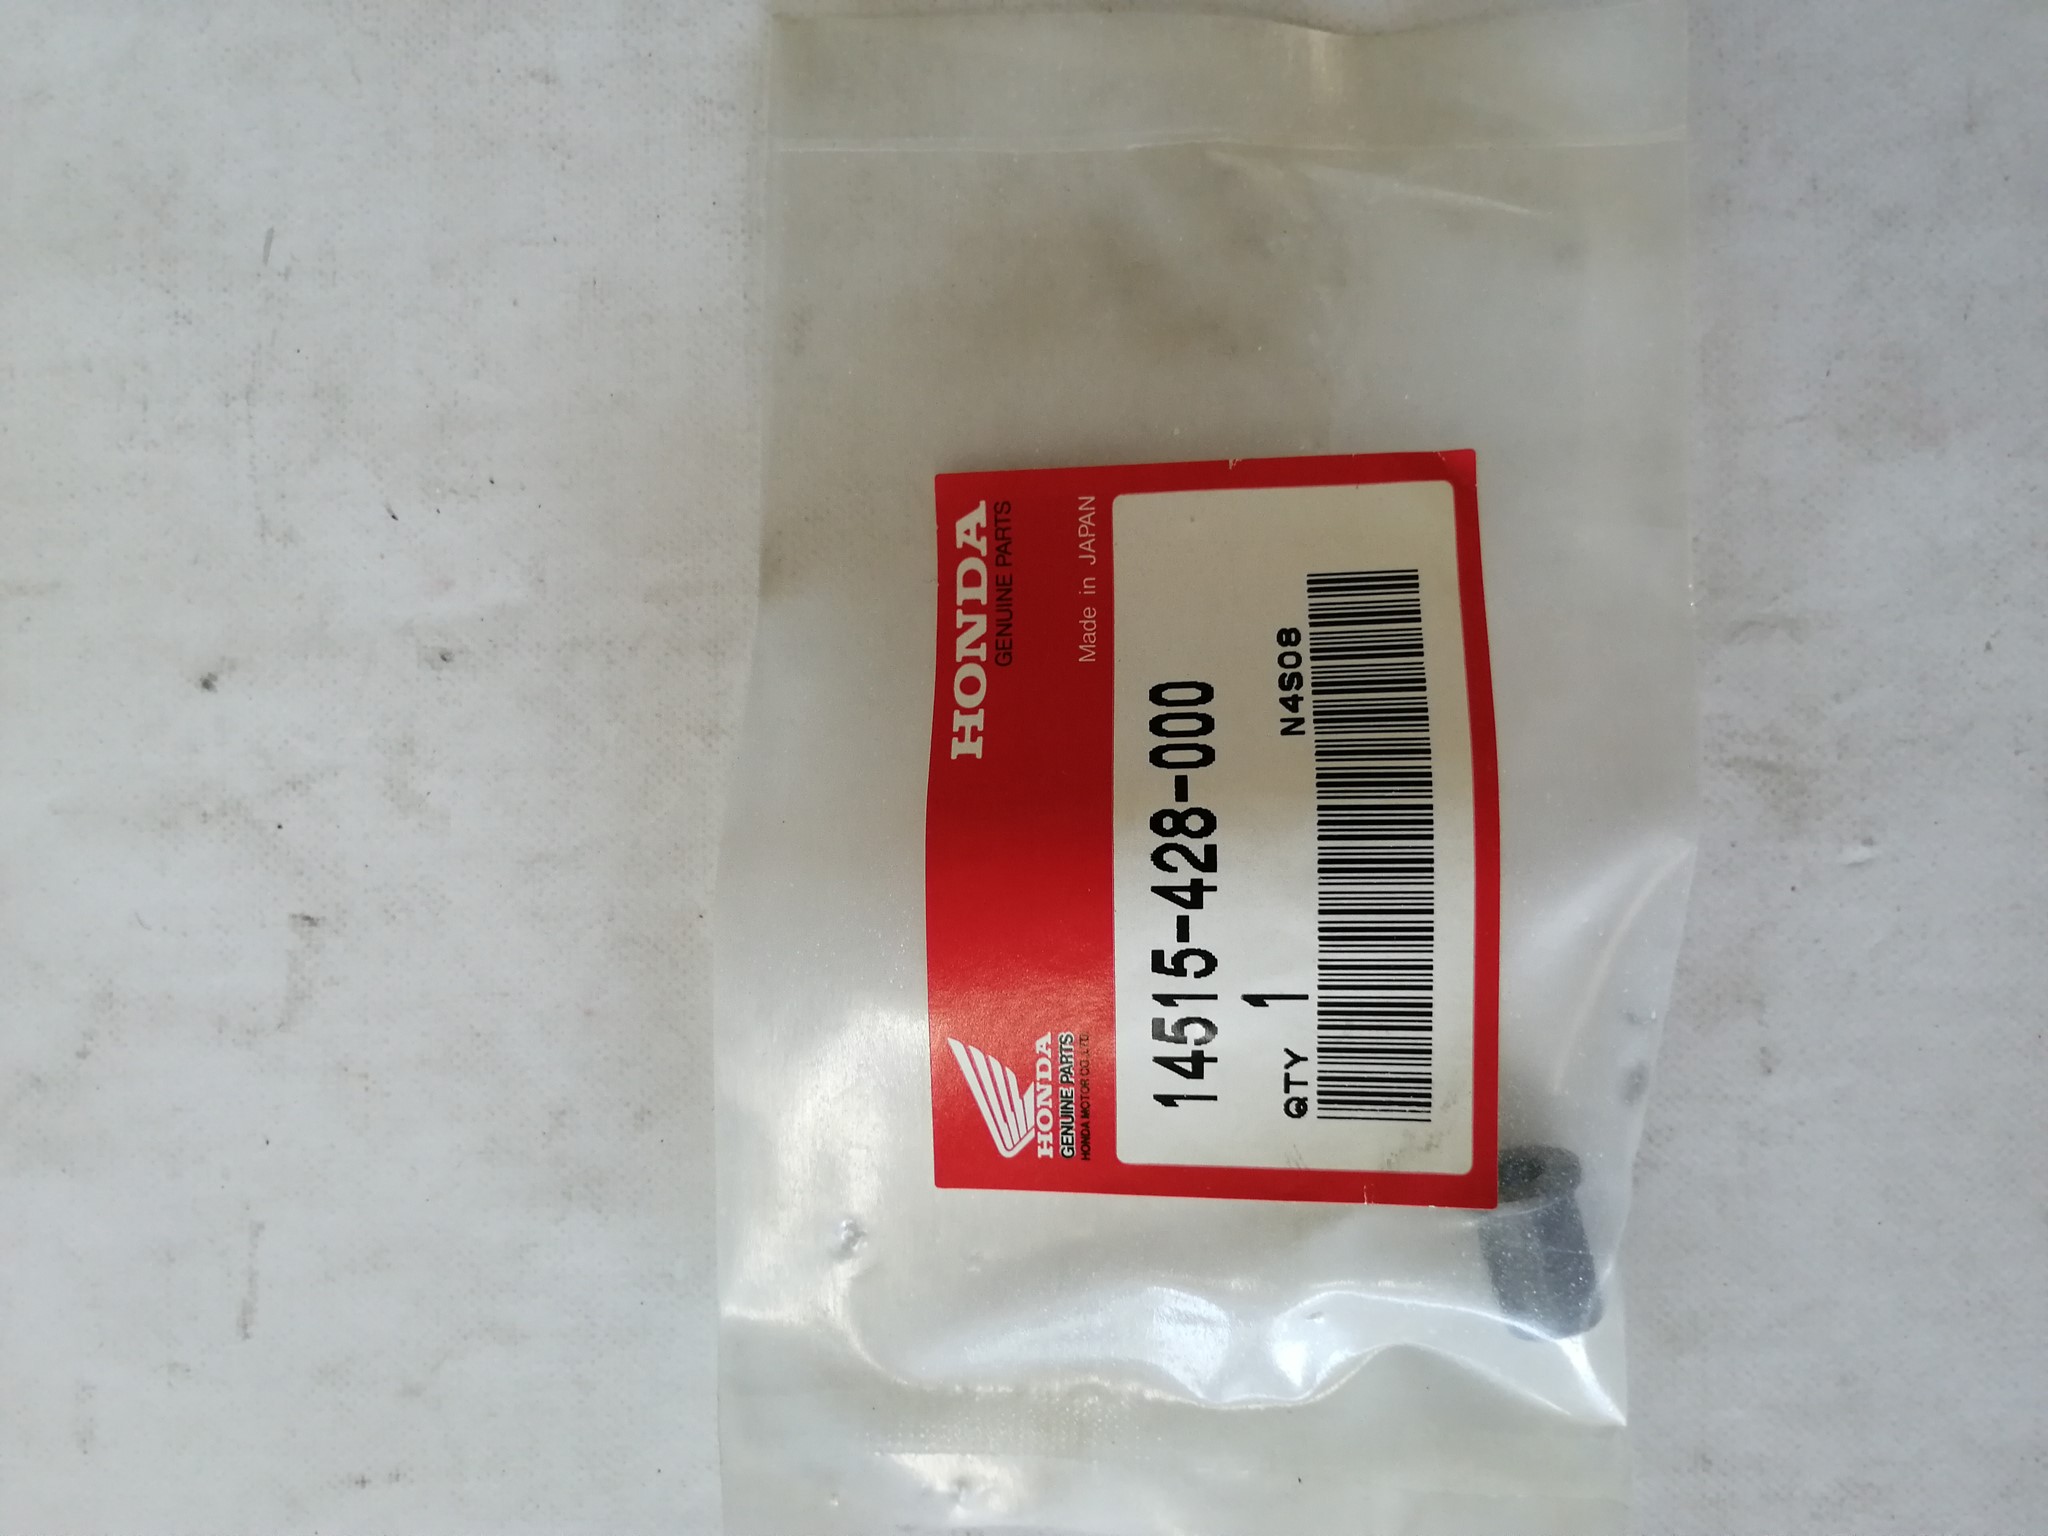 HONDA
GENUINE PARTS
HONDA MOTOR CO.,LTD.
HONDA
GENUINE PARTS
Made in JAPAN
14515-428-000
QTY 1 N4S08